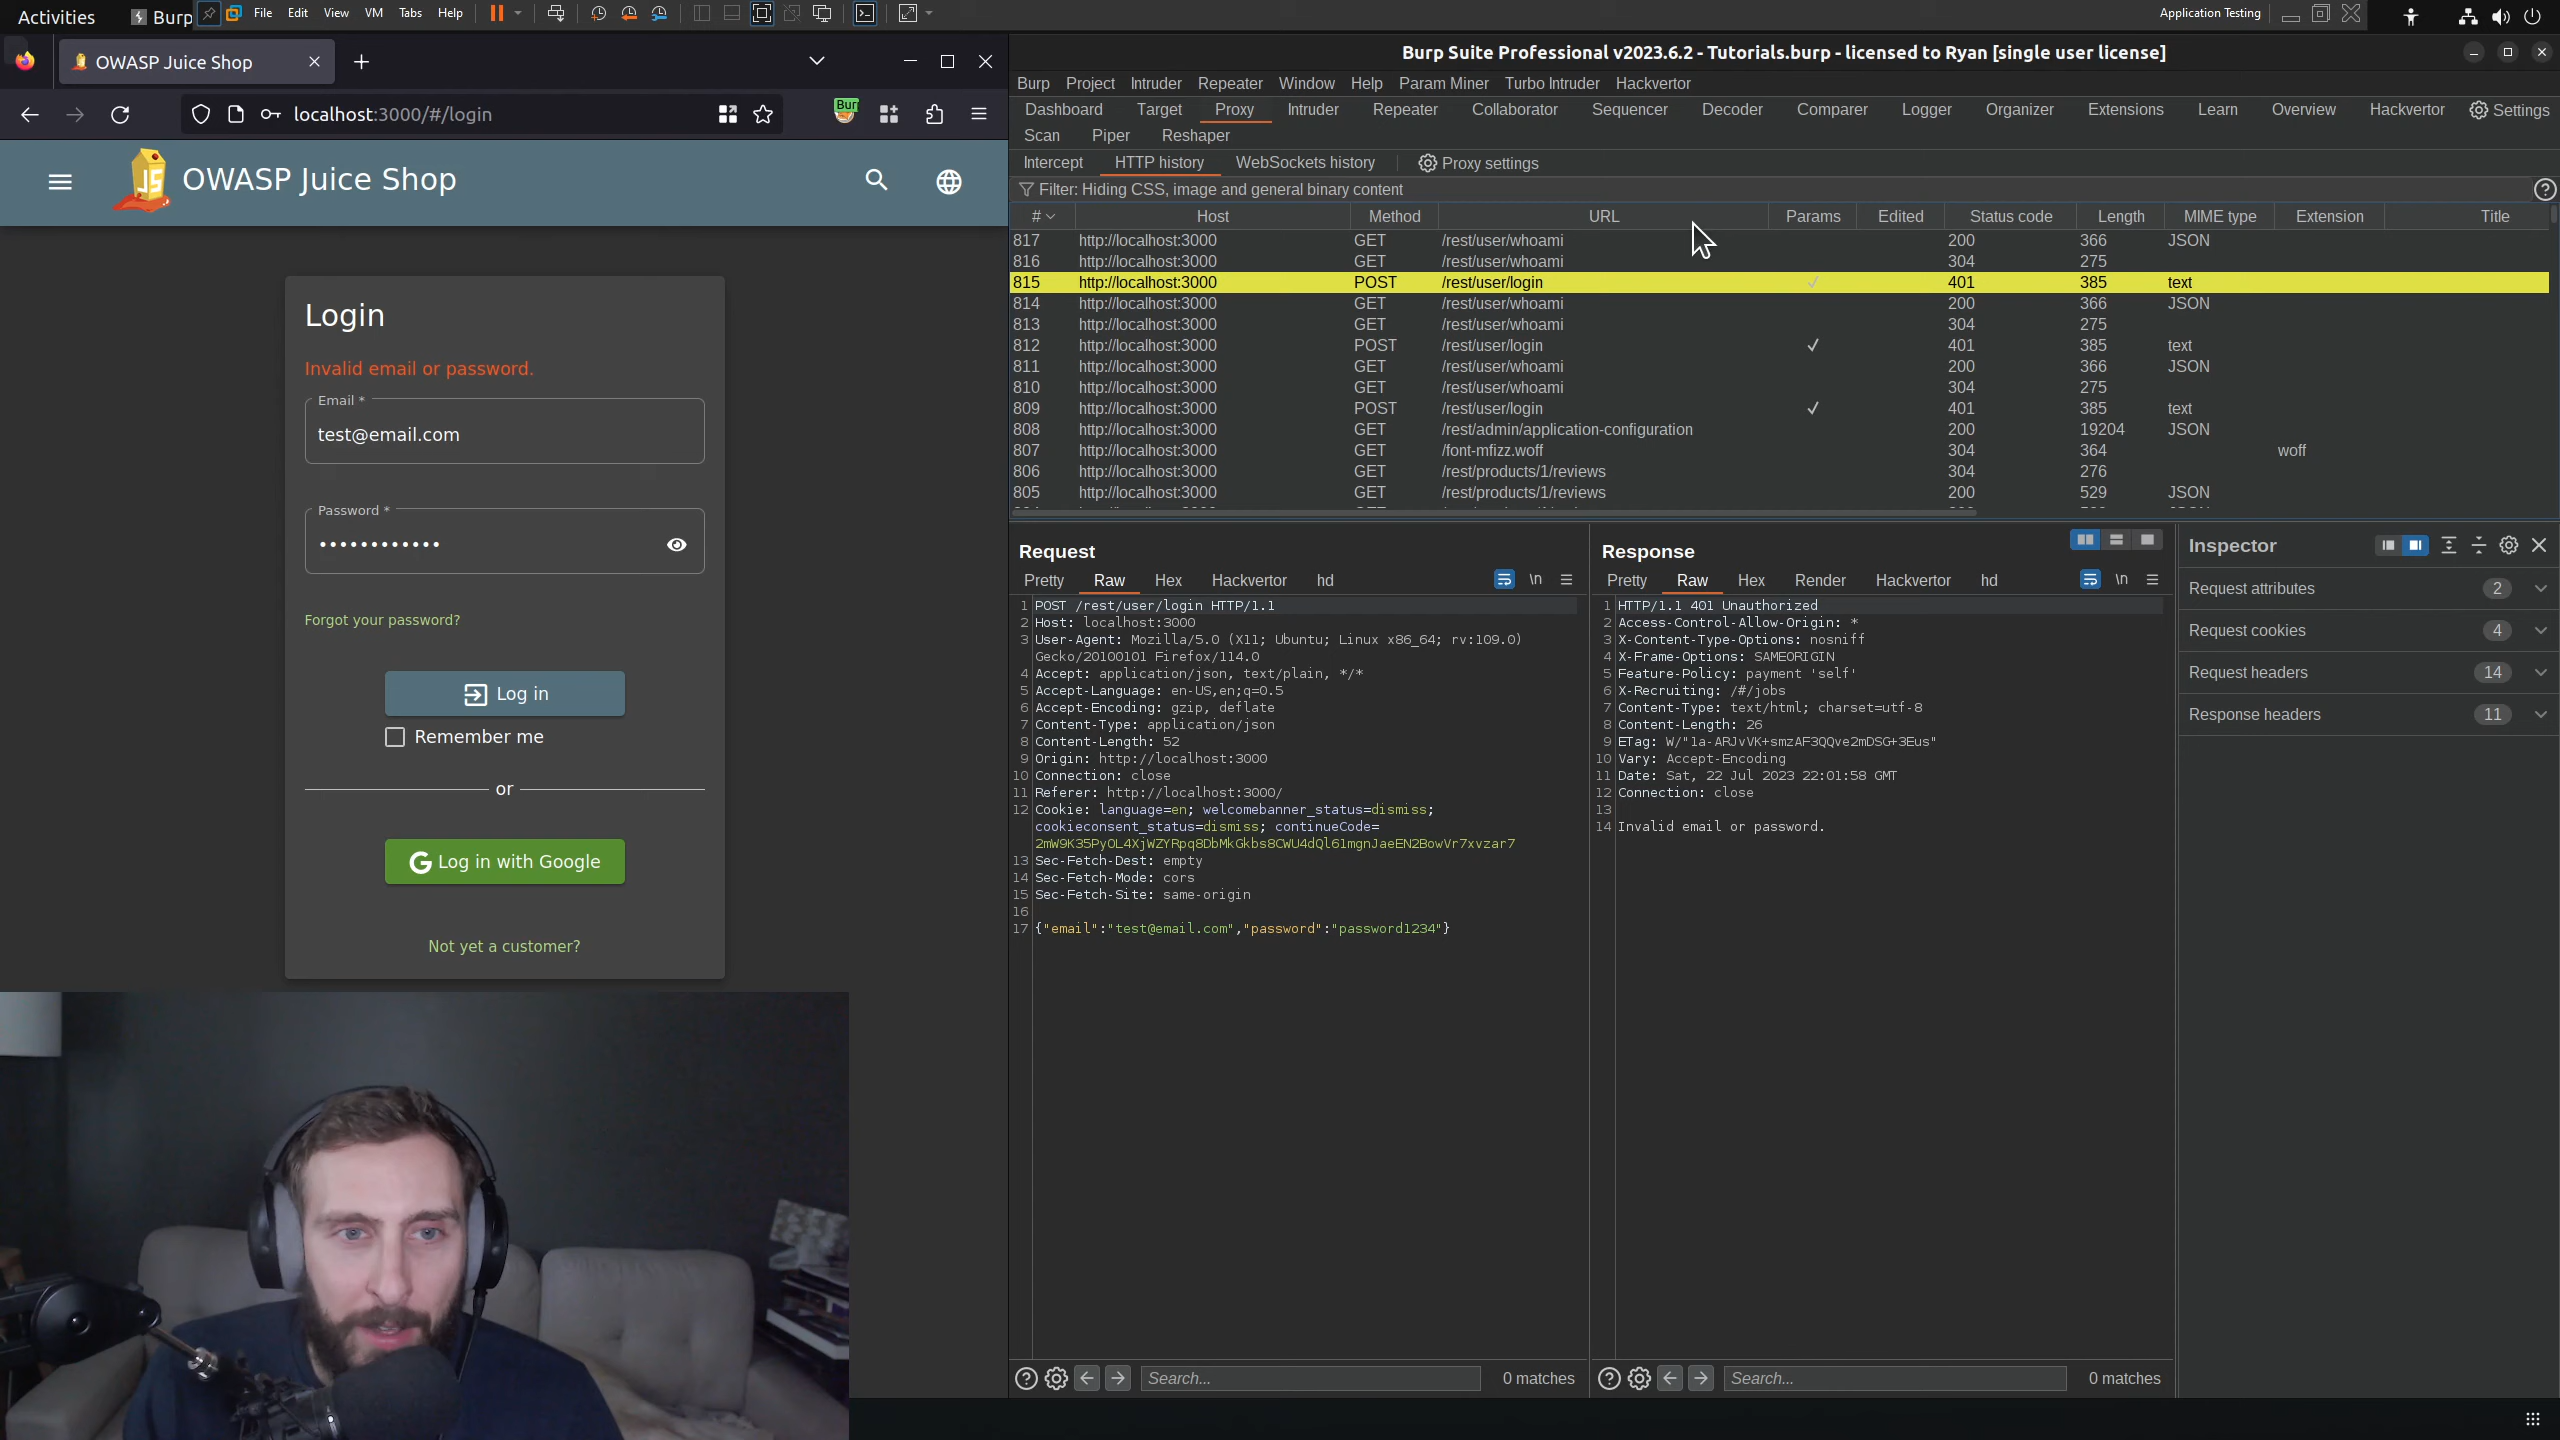 Activities
Burp
File Edit View VM Tabs Help
Application Testing
OWASP Juice Shop
localhost:3000/#/login
Bur
OWASP Juice Shop
Login
Invalid email or password.
Email *
test@email.com
Password *
••••••••••••
Forgot your password?
Log in
Remember me
or
Log in with Google
Not yet a customer?
Burp Suite Professional v2023.6.2 - Tutorials.burp - licensed to Ryan [single user license]
Burp Project Intruder Repeater Window Help Param Miner Turbo Intruder Hackvertor
Dashboard Target Proxy Intruder Repeater Collaborator Sequencer Decoder Comparer Logger Organizer Extensions Learn Overview Hackvertor Settings
Scan Piper Reshaper
Intercept HTTP history WebSockets history Proxy settings
Filter: Hiding CSS, image and general binary content
# Host Method URL Params Edited Status code Length MIME type Extension Title
817 http://localhost:3000 GET /rest/user/whoami 200 366 JSON
816 http://localhost:3000 GET /rest/user/whoami 304 275
815 http://localhost:3000 POST /rest/user/login ✓ 401 385 text
814 http://localhost:3000 GET /rest/user/whoami 200 366 JSON
813 http://localhost:3000 GET /rest/user/whoami 304 275
812 http://localhost:3000 POST /rest/user/login ✓ 401 385 text
811 http://localhost:3000 GET /rest/user/whoami 200 366 JSON
810 http://localhost:3000 GET /rest/user/whoami 304 275
809 http://localhost:3000 POST /rest/user/login ✓ 401 385 text
808 http://localhost:3000 GET /rest/admin/application-configuration 200 19204 JSON
807 http://localhost:3000 GET /font-mfizz.woff 304 364 woff
806 http://localhost:3000 GET /rest/products/1/reviews 304 276
805 http://localhost:3000 GET /rest/products/1/reviews 200 529 JSON
Request
Pretty Raw Hex Hackvertor hd \n
1 POST /rest/user/login HTTP/1.1
2 Host: localhost:3000
3 User-Agent: Mozilla/5.0 (X11; Ubuntu; Linux x86_64; rv:109.0)
Gecko/20100101 Firefox/114.0
4 Accept: application/json, text/plain, */*
5 Accept-Language: en-US,en;q=0.5
6 Accept-Encoding: gzip, deflate
7 Content-Type: application/json
8 Content-Length: 52
9 Origin: http://localhost:3000
10 Connection: close
11 Referer: http://localhost:3000/
12 Cookie: language=en; welcomebanner_status=dismiss;
cookieconsent_status=dismiss; continueCode=
2mW9K35PyOL4XjWZYRpq8DbMkGkbs8CWU4dQl61mgnJaeEN2BowVr7xvzar7
13 Sec-Fetch-Dest: empty
14 Sec-Fetch-Mode: cors
15 Sec-Fetch-Site: same-origin
16
17 {"email":"test@email.com","password":"password1234"}
Search... 0 matches
Response
Pretty Raw Hex Render Hackvertor hd \n
1 HTTP/1.1 401 Unauthorized
2 Access-Control-Allow-Origin: *
3 X-Content-Type-Options: nosniff
4 X-Frame-Options: SAMEORIGIN
5 Feature-Policy: payment 'self'
6 X-Recruiting: /#/jobs
7 Content-Type: text/html; charset=utf-8
8 Content-Length: 26
9 ETag: W/"1a-ARJvVK+smzAF3QQve2mDSG+3Eus"
10 Vary: Accept-Encoding
11 Date: Sat, 22 Jul 2023 22:01:58 GMT
12 Connection: close
13
14 Invalid email or password.
Search... 0 matches
Inspector
Request attributes 2
Request cookies 4
Request headers 14
Response headers 11